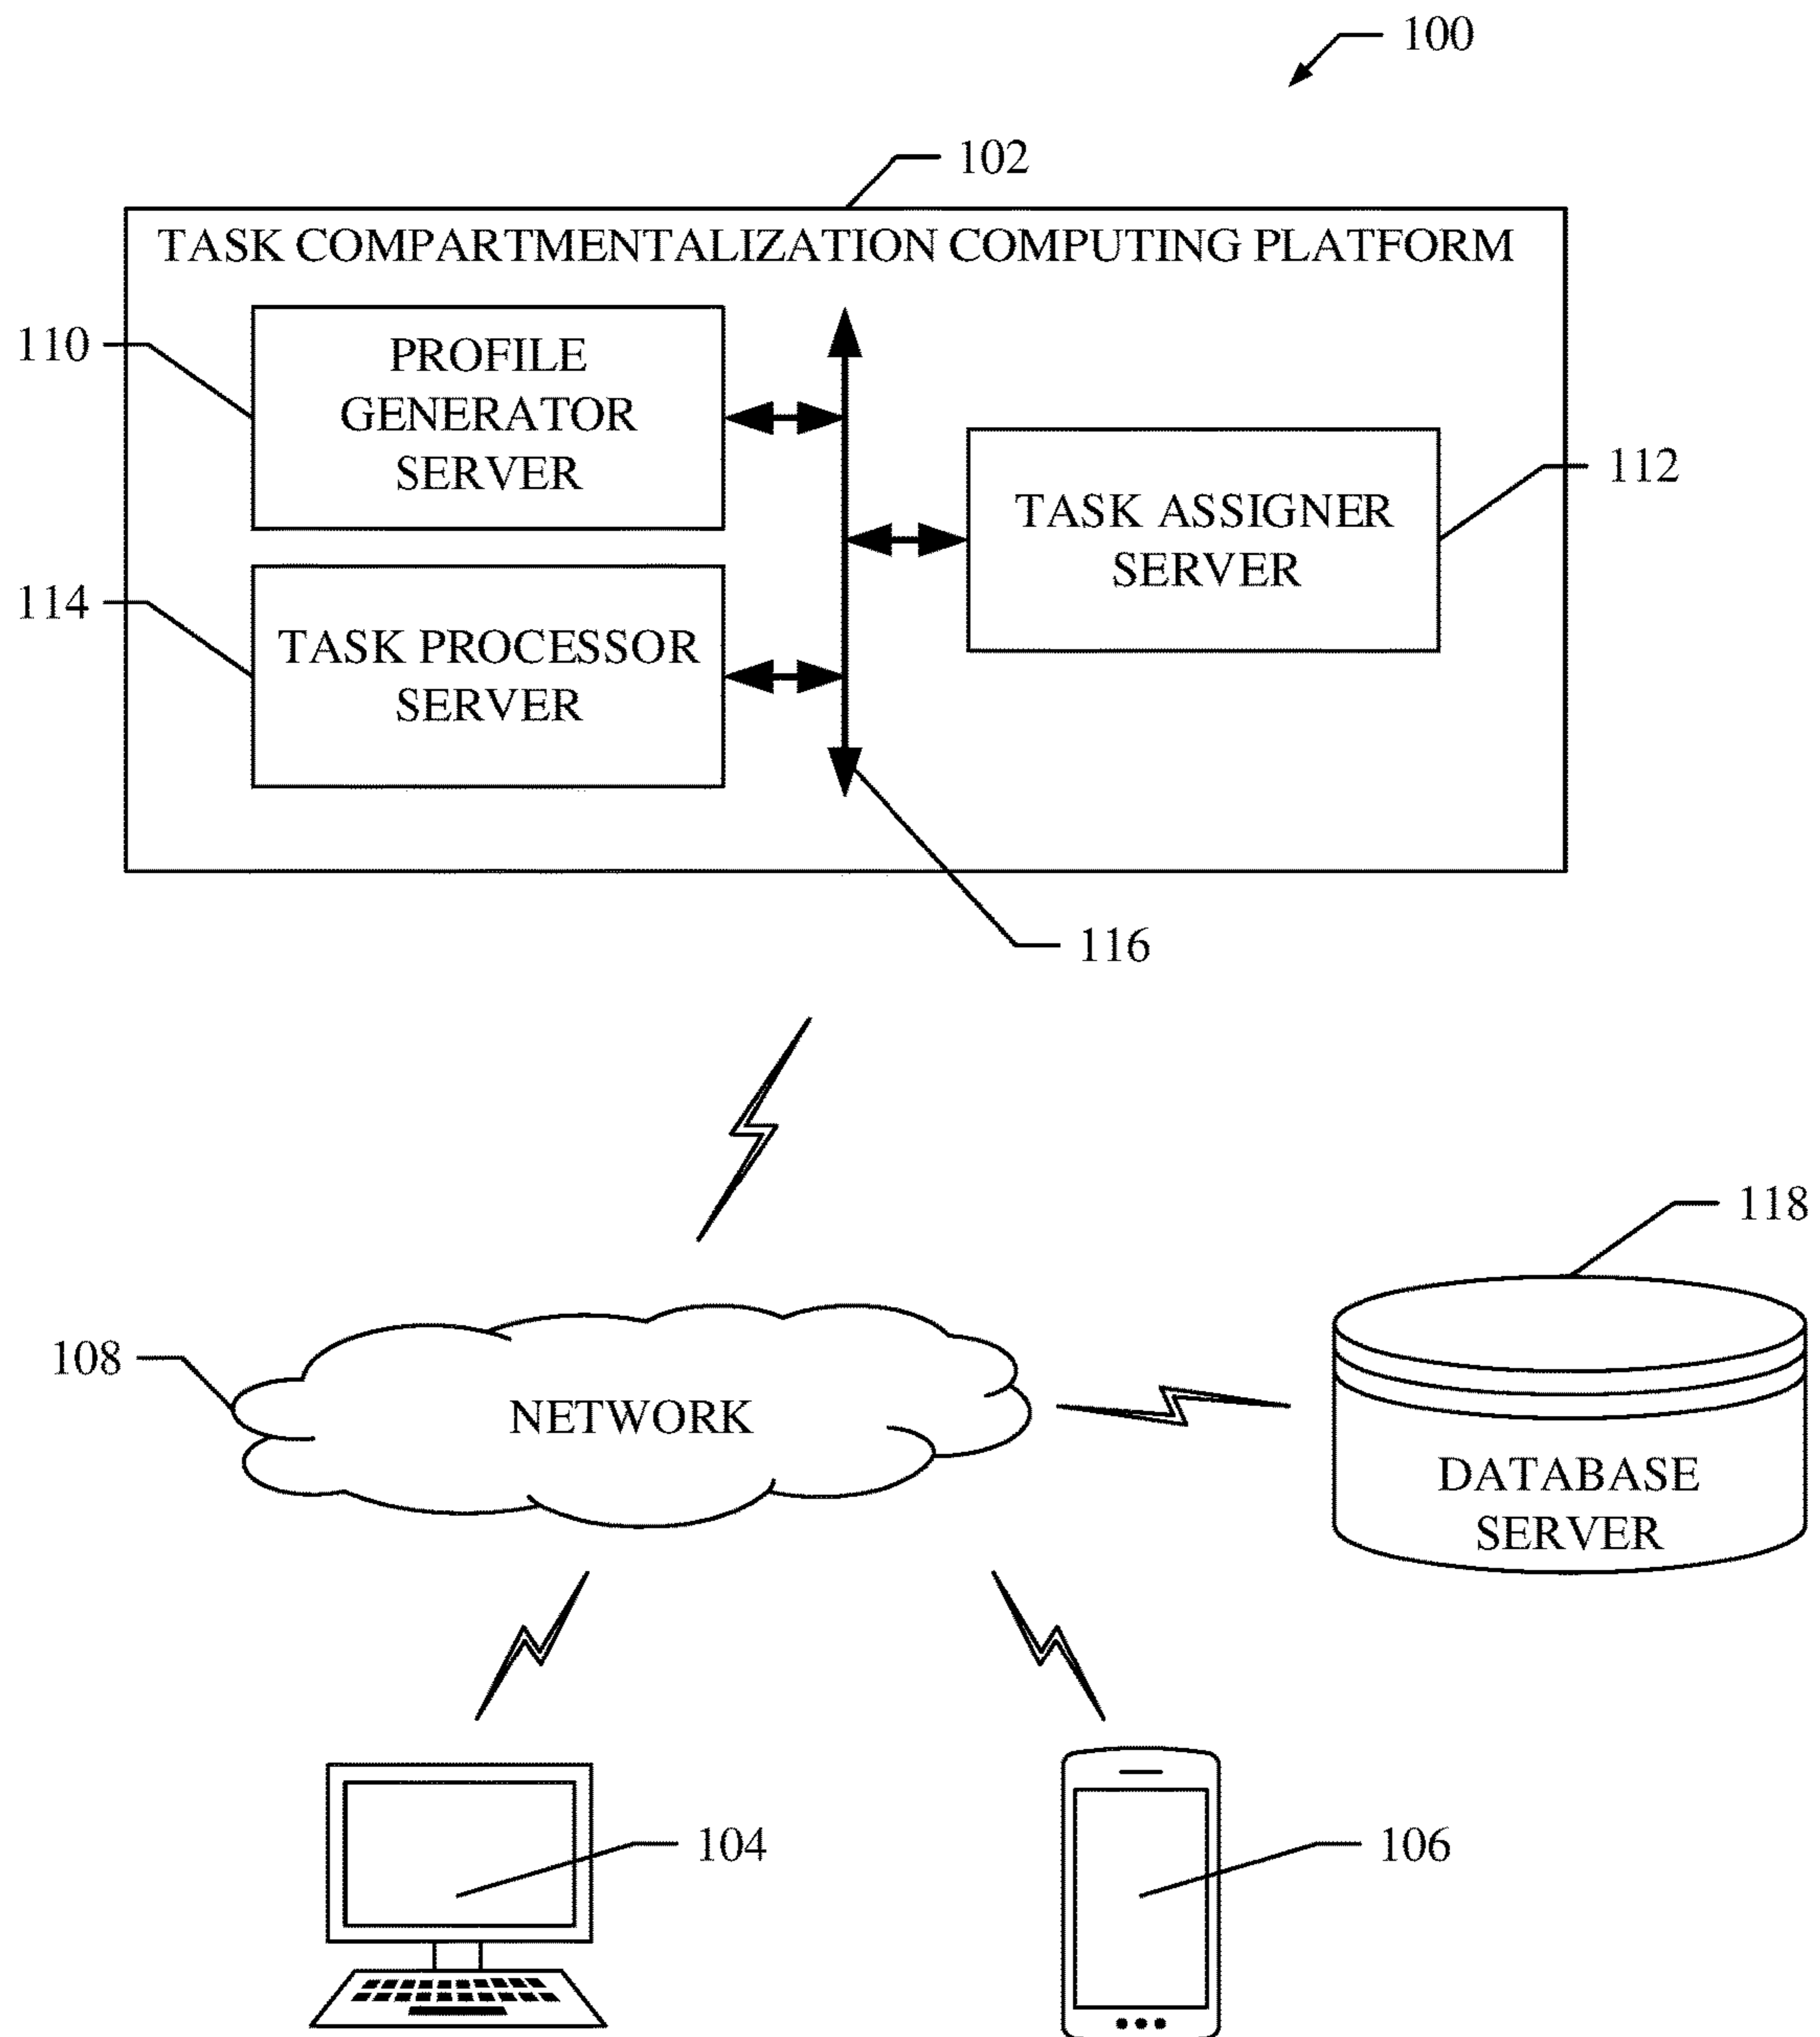 100
102
TASK COMPARTMENTALIZATION COMPUTING PLATFORM
110
PROFILE
GENERATOR
SERVER
112
TASK ASSIGNER
SERVER
114
TASK PROCESSOR
SERVER
116
118
108
NETWORK
DATABASE
SERVER
104
106